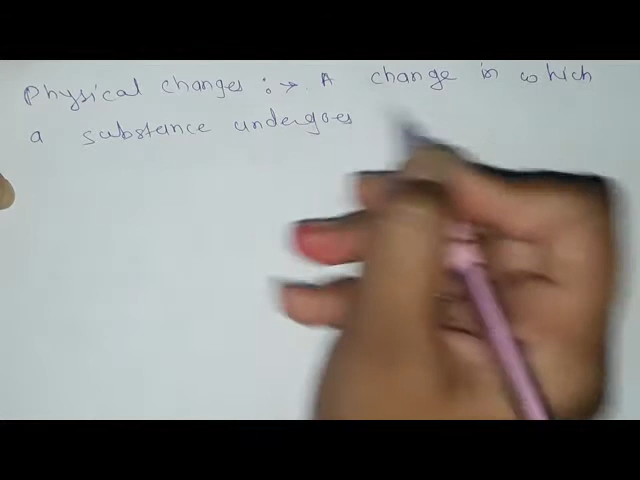 Physical changes :→ A change in which
a substance undergoes